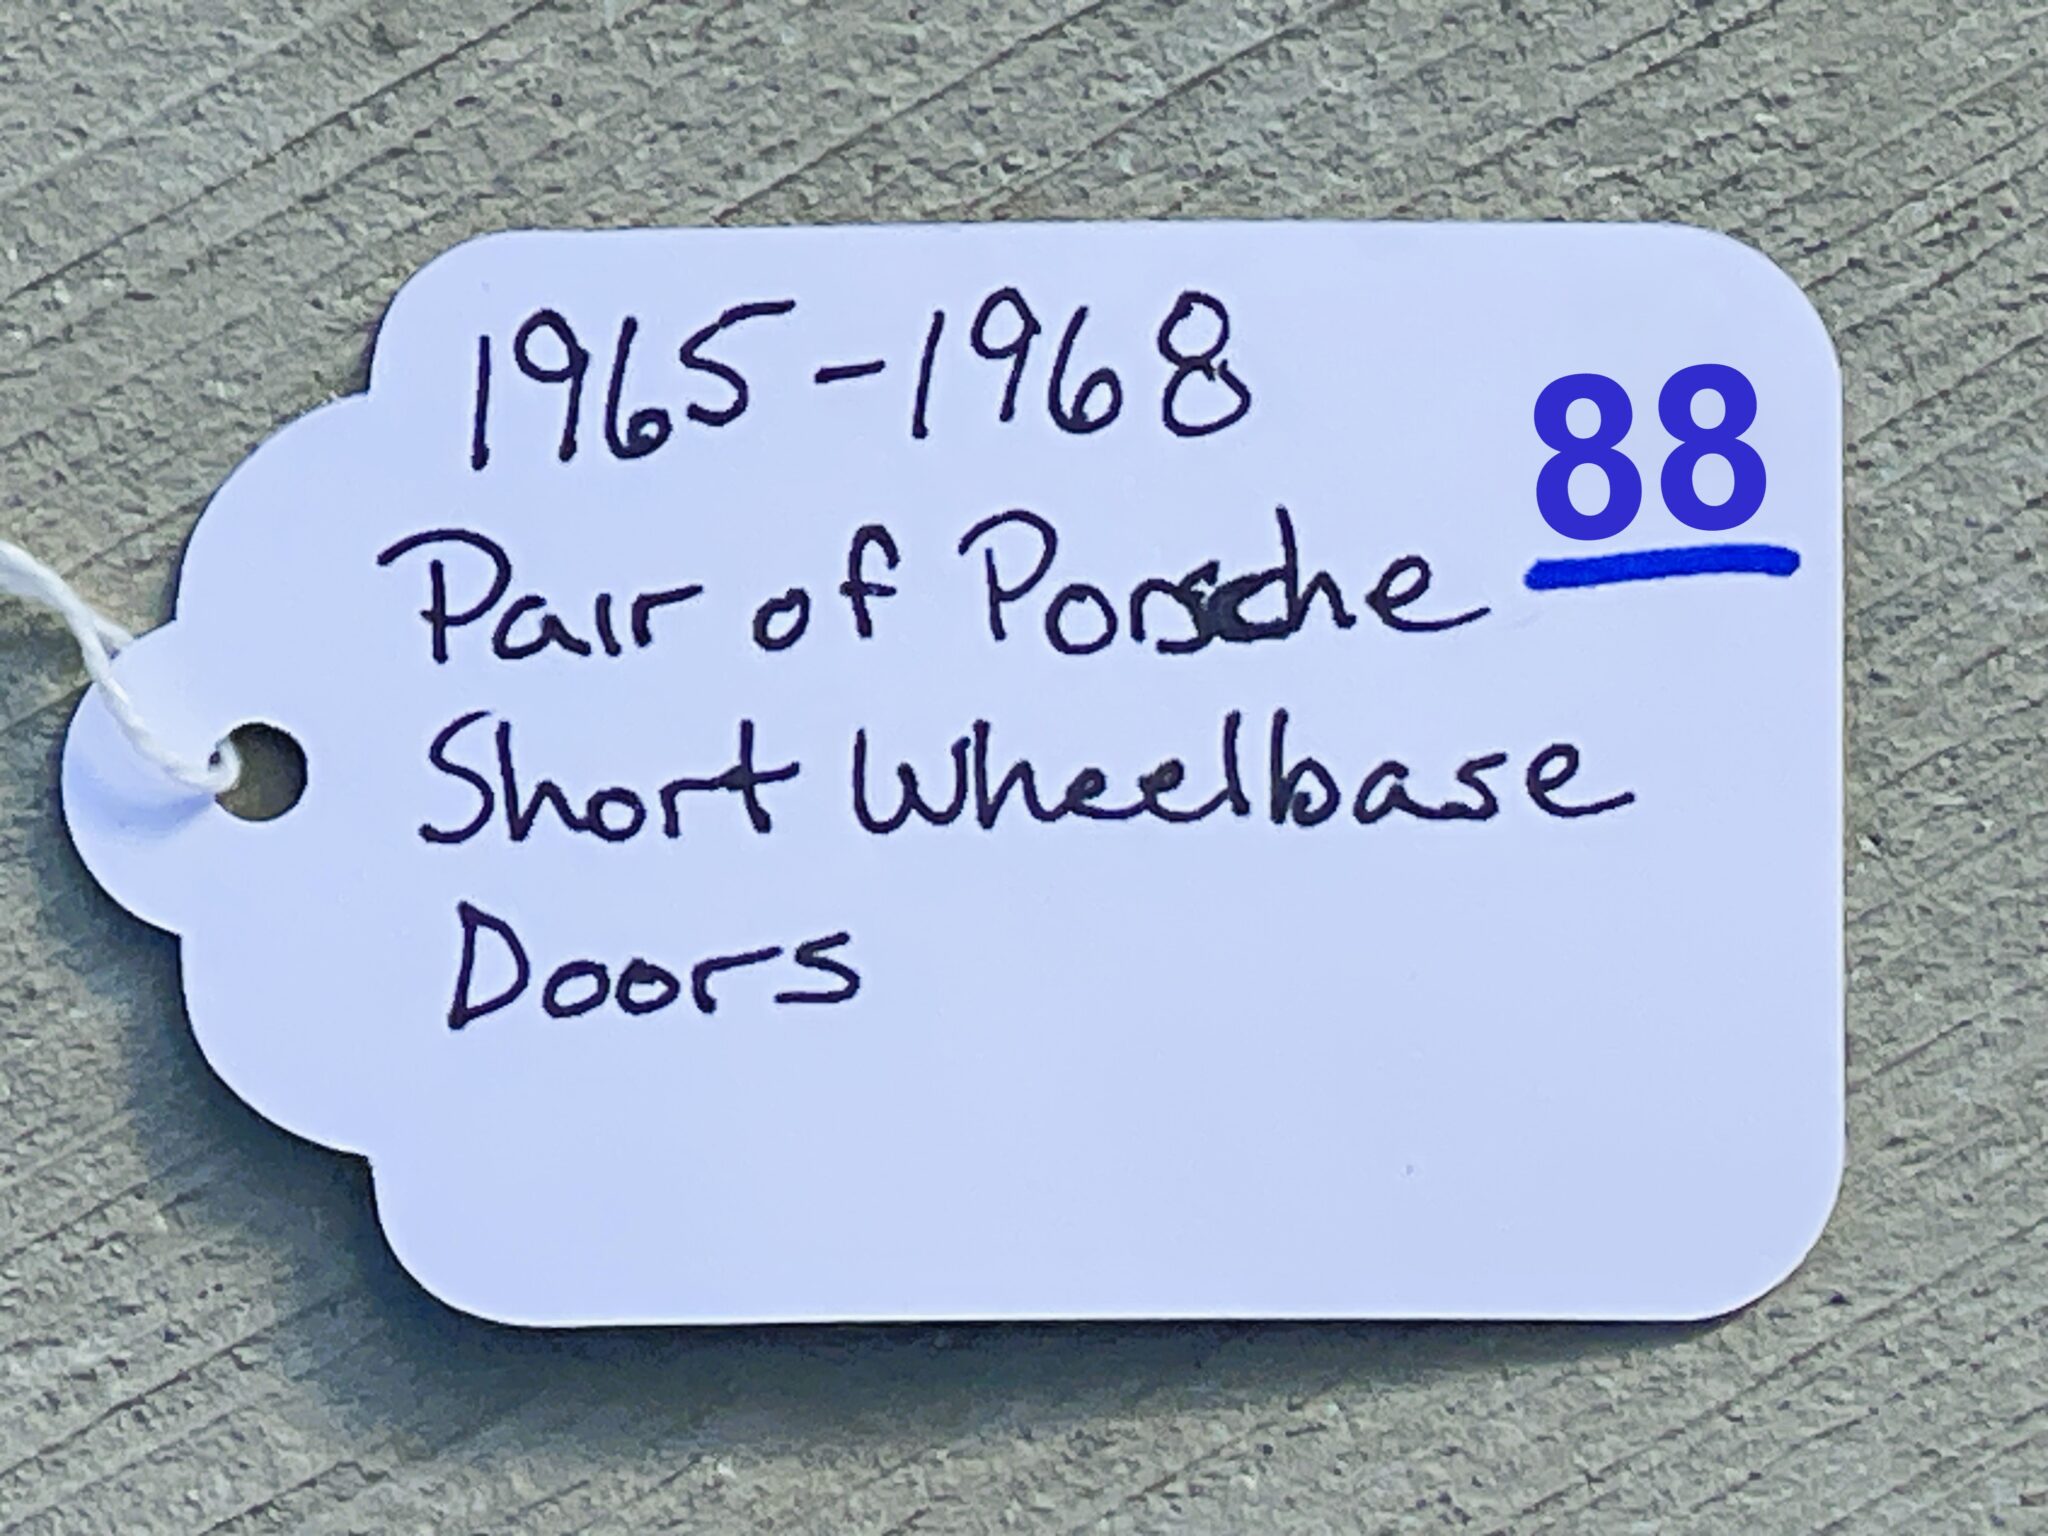 1965-1968
88
Pair of Porsche
Short Wheelbase
Doors